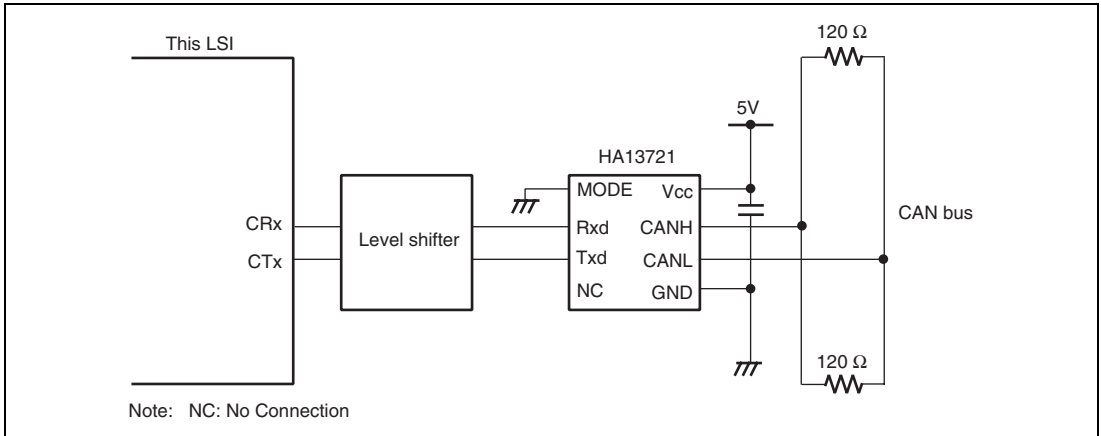 120 Ω
This LSI
5V
HA13721
MODE Vcc
CRx
Level shifter
Rxd CANH
CAN bus
CTx
Txd CANL
NC GND
120 Ω
Note: NC: No Connection